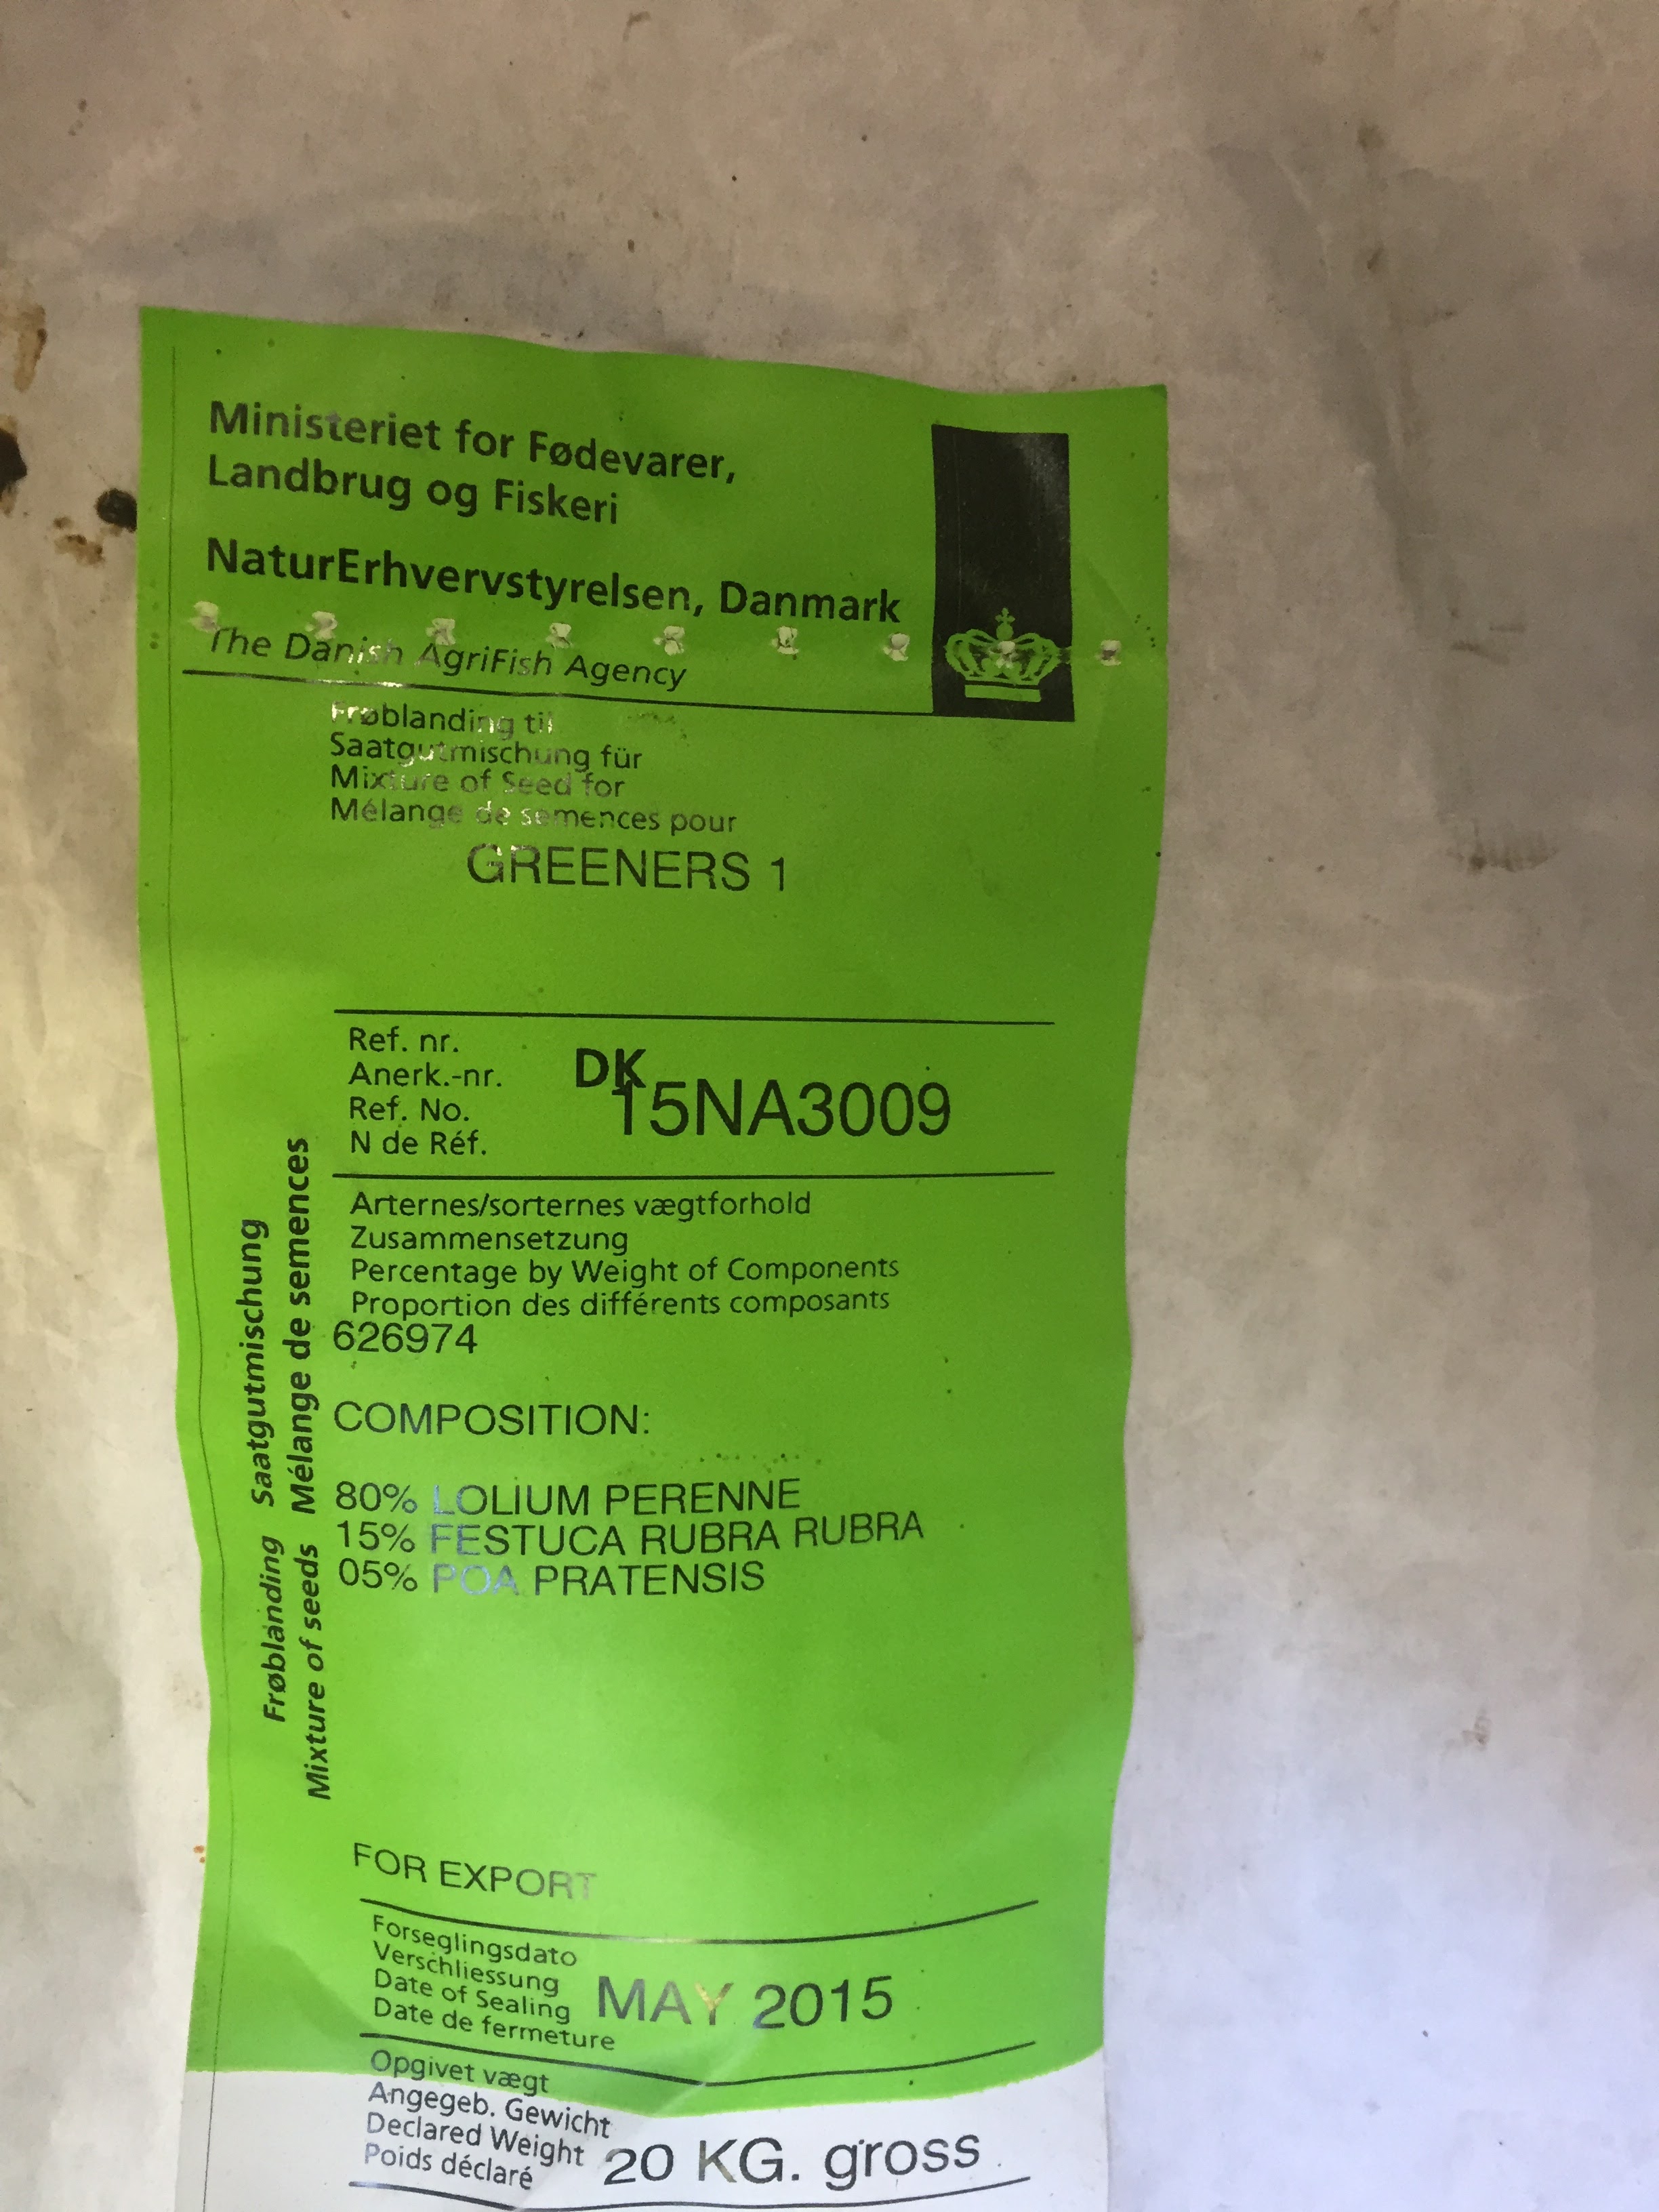 Ministeriet for Fødevarer,
Landbrug og Fiskeri
NaturErhvervstyrelsen, Danmark
The Danish AgriFish Agency
Frøblanding til
Saatgutmischung für
Mixture of Seed for
Mélange de semences pour
GREENERS 1
Ref. nr.
Anerk.-nr.
Ref. No.
N de Réf.
DK
15NA3009
Arternes/sorternes vægtforhold
Zusammensetzung
Percentage by Weight of Components
Proportion des différents composants
626974
COMPOSITION:
80% LOLIUM PERENNE
15% FESTUCA RUBRA RUBRA
05% POA PRATENSIS
Frøblanding Saatgutmischung
Mixture of seeds Mélange de semences
FOR EXPORT
Forseglingsdato
Verschliessung
Date of Sealing
Date de fermeture
MAY 2015
Opgivet vægt
Angegeb. Gewicht
Declared Weight
Poids déclaré
20 KG. gross